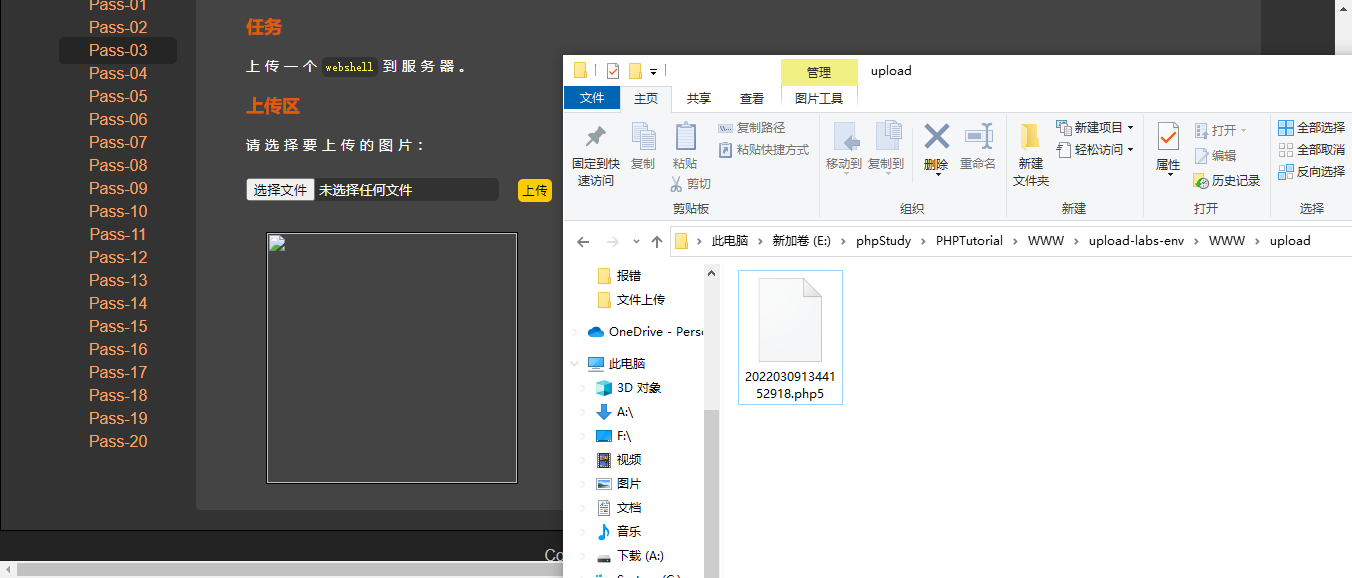 Pass-01
Pass-02
Pass-03
Pass-04
Pass-05
Pass-06
Pass-07
Pass-08
Pass-09
Pass-10
Pass-11
Pass-12
Pass-13
Pass-14
Pass-15
Pass-16
Pass-17
Pass-18
Pass-19
Pass-20
任务
上传一个 webshell 到服务器。
上传区
请选择要上传的图片：
选择文件 未选择任何文件 上传
管理 upload
文件 主页 共享 查看 图片工具
固定到快
速访问
复制
粘贴
剪切
复制路径
粘贴快捷方式
剪贴板
移动到
复制到
删除
重命名
组织
新建
文件夹
新建项目
轻松访问
新建
属性
打开
编辑
历史记录
打开
全部选择
全部取消
反向选择
选择
此电脑 新加卷 (E:) phpStudy PHPTutorial WWW upload-labs-env WWW upload
报错
文件上传
OneDrive - Pers
此电脑
3D 对象
A:\
F:\
视频
图片
文档
音乐
下载 (A:)
2022030913441
52918.php5